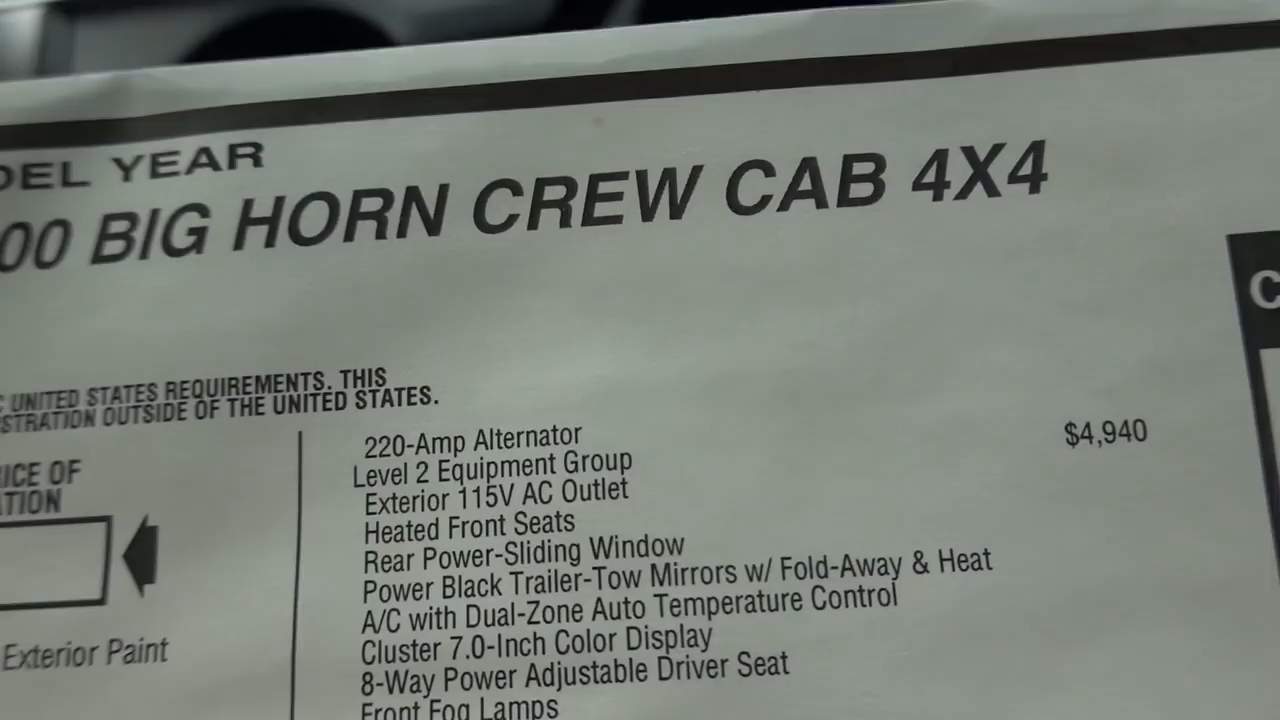 DEL YEAR
00 BIG HORN CREW CAB 4X4
C
UNITED STATES REQUIREMENTS. THIS
STRATION OUTSIDE OF THE UNITED STATES.
220-Amp Alternator
$4,940
Level 2 Equipment Group
Exterior 115V AC Outlet
Heated Front Seats
Rear Power-Sliding Window
Power Black Trailer-Tow Mirrors w/ Fold-Away & Heat
A/C with Dual-Zone Auto Temperature Control
Cluster 7.0-Inch Color Display
8-Way Power Adjustable Driver Seat
Front Fog Lamps
RICE OF
ATION
Exterior Paint